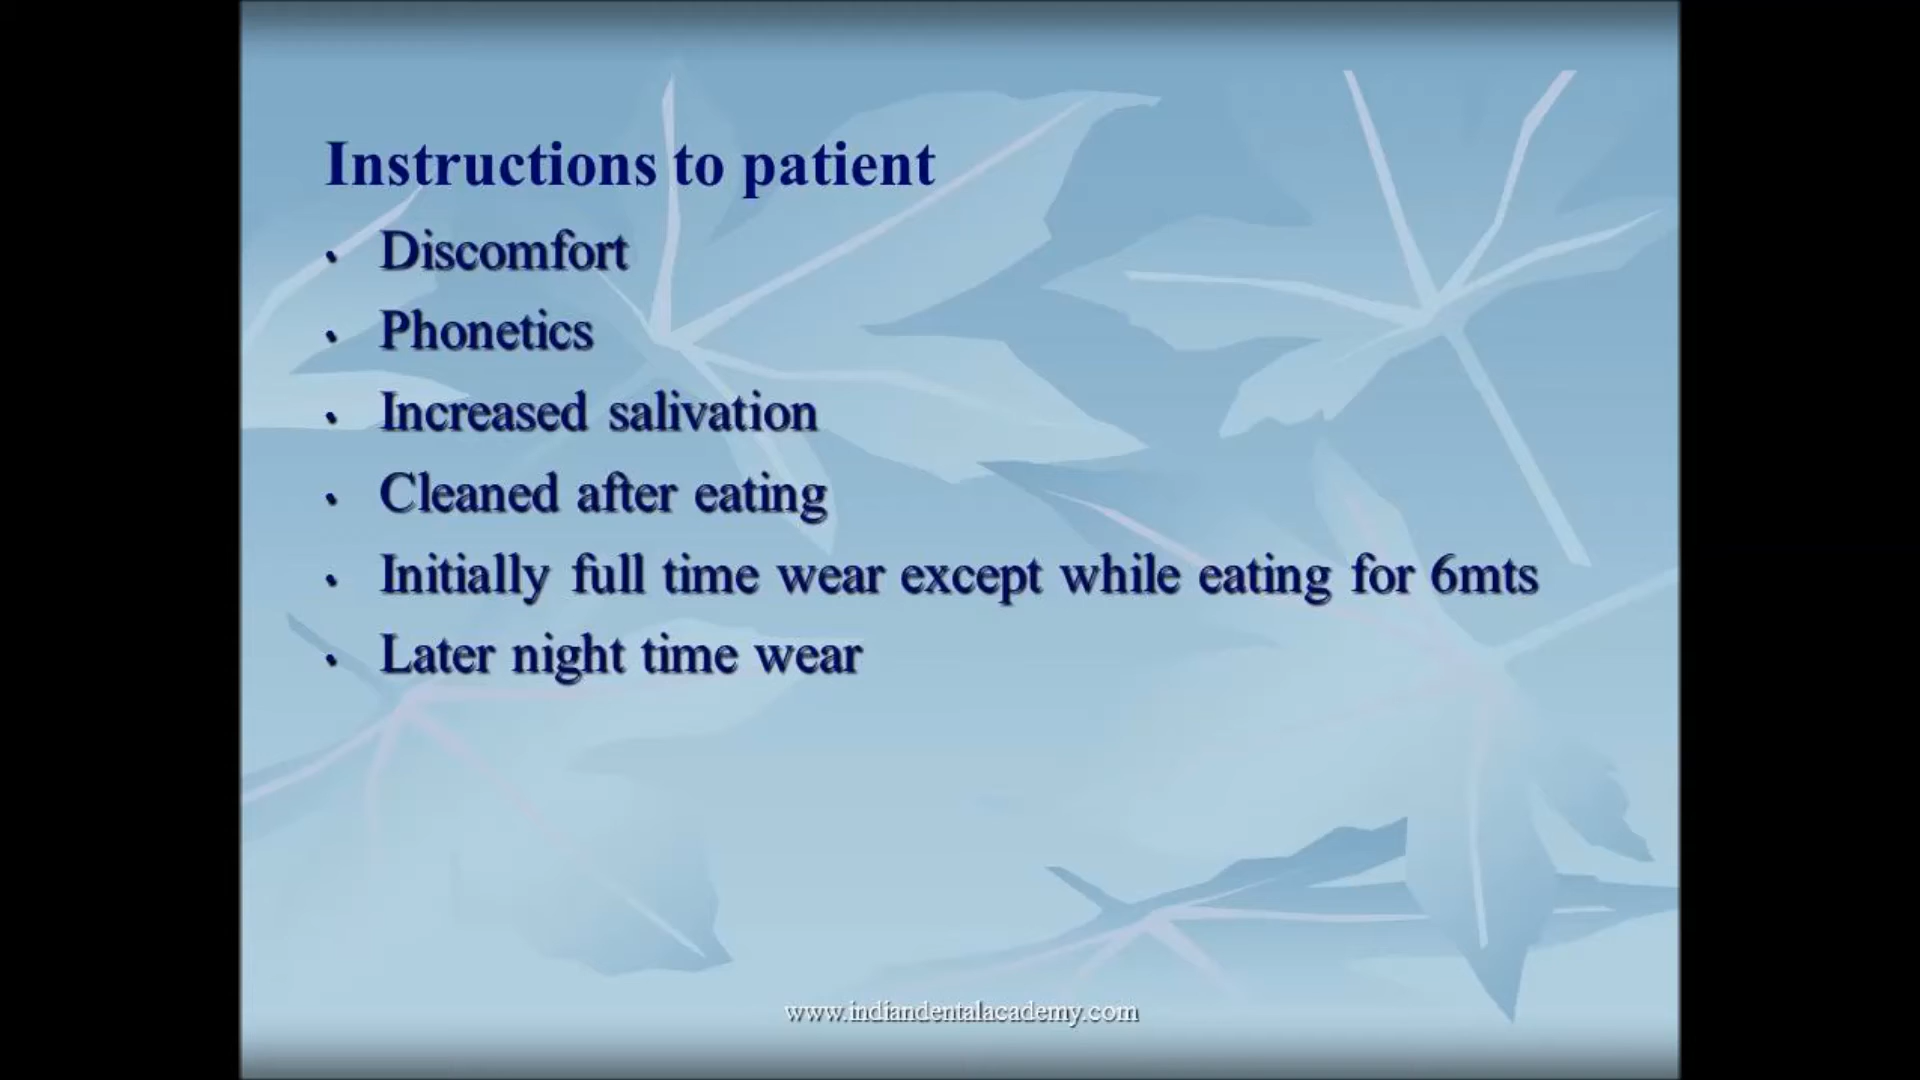 Instructions to patient
• Discomfort
• Phonetics
• Increased salivation
• Cleaned after eating
• Initially full time wear except while eating for 6mts
• Later night time wear
www.indiandentalacademy.com